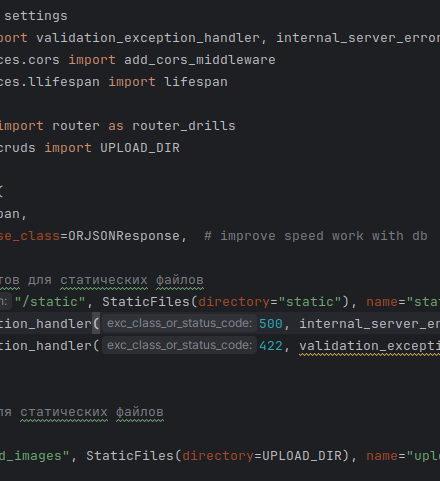 settings
port validation_exception_handler, internal_server_error
ces.cors import add_cors_middleware
ces.llifespan import lifespan
import router as router_drills
cruds import UPLOAD_DIR
(
pan,
se_class=ORJSONResponse,  # improve speed work with db
тов для статических файлов
h: "/static", StaticFiles(directory="static"), name="stat
tion_handler( exc_class_or_status_code: 500, internal_server_er
tion_handler( exc_class_or_status_code: 422, validation_excepti
ля статических файлов
d_images", StaticFiles(directory=UPLOAD_DIR), name="uplo